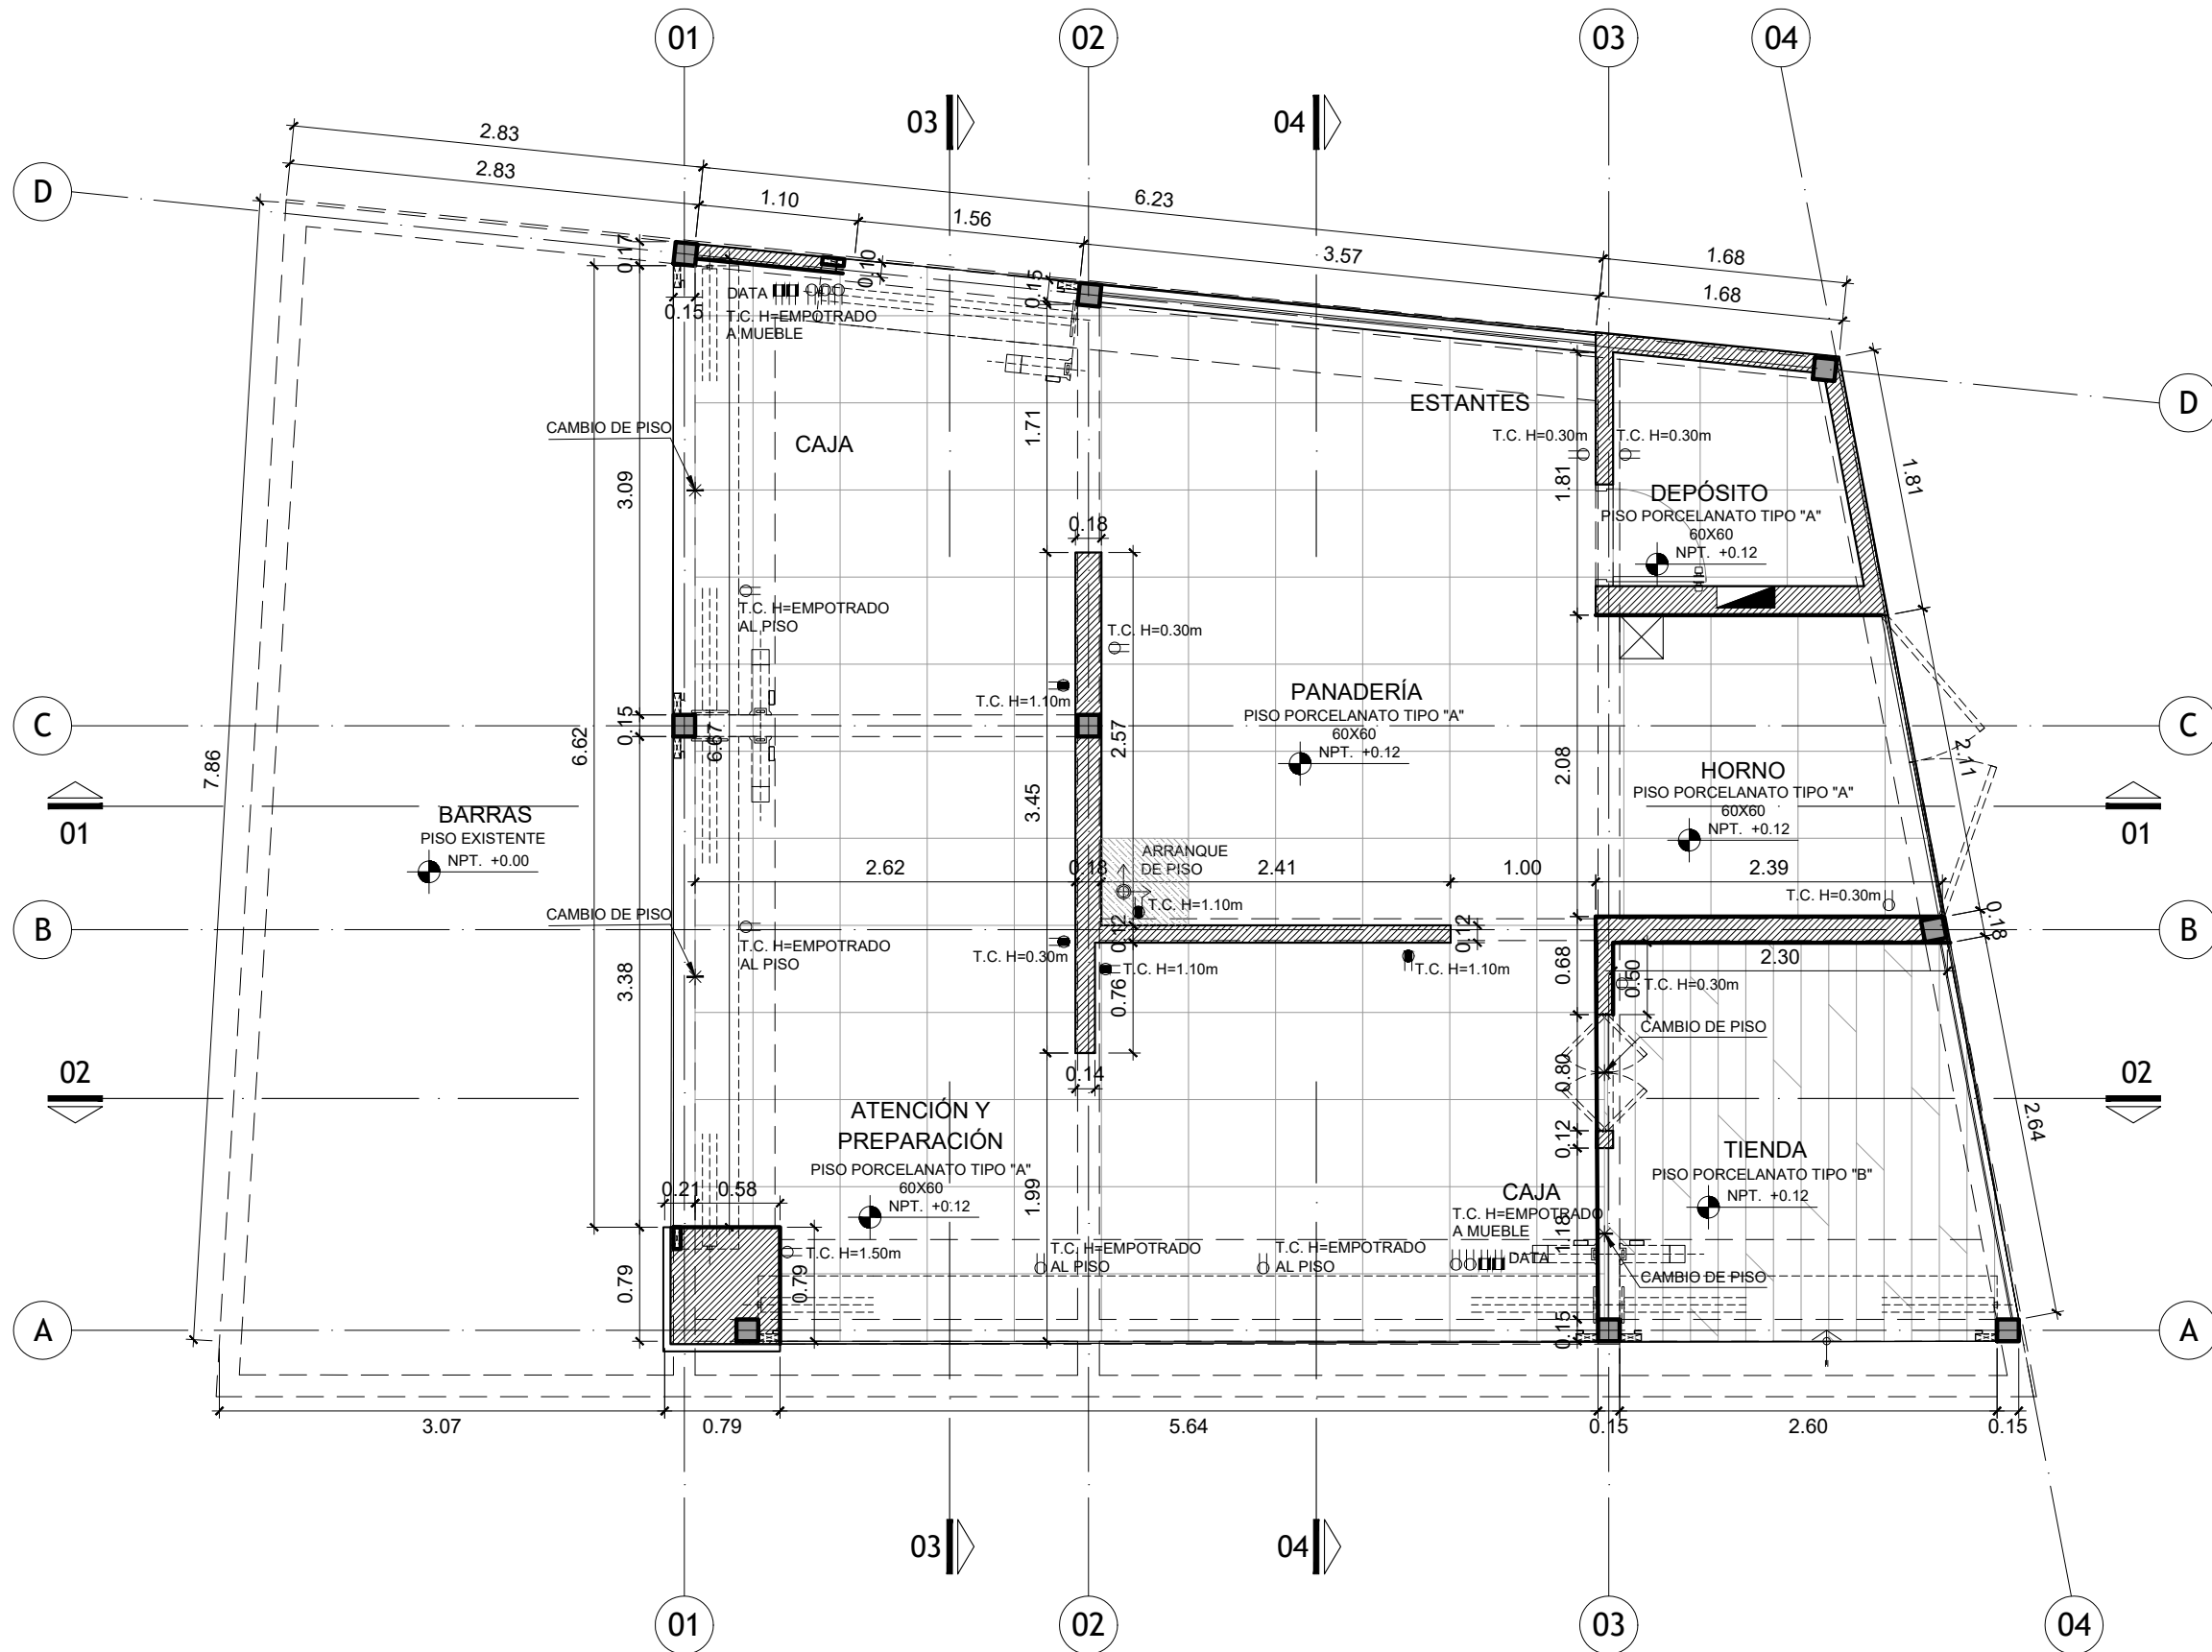 01
02
03
04
03
04
2.83
2.83
1.10
1.56
6.23
3.57
1.68
1.68
D
D
0.17
0.10
0.15
0.15
DATA
T.C. H=EMPOTRADO
A MUEBLE
ESTANTES
CAMBIO DE PISO
CAJA
1.71
T.C. H=0.30m
T.C. H=0.30m
3.09
1.81
1.81
DEPÓSITO
PISO PORCELANATO TIPO "A"
60X60
NPT. +0.12
0.18
T.C. H=EMPOTRADO
AL PISO
T.C. H=0.30m
T.C. H=1.10m
PANADERÍA
PISO PORCELANATO TIPO "A"
60X60
NPT. +0.12
C
C
0.15
6.62
6.67
7.86
2.57
2.08
2.11
3.45
HORNO
PISO PORCELANATO TIPO "A"
60X60
NPT. +0.12
01
01
BARRAS
PISO EXISTENTE
NPT. +0.00
ARRANQUE
DE PISO
2.62
0.18
2.41
1.00
2.39
T.C. H=1.10m
T.C. H=0.30m
CAMBIO DE PISO
B
B
0.12
0.12
0.18
T.C. H=EMPOTRADO
AL PISO
T.C. H=0.30m
T.C. H=1.10m
T.C. H=1.10m
2.30
0.68
0.50
T.C. H=0.30m
3.38
0.76
CAMBIO DE PISO
02
02
0.14
0.80
ATENCIÓN Y
PREPARACIÓN
PISO PORCELANATO TIPO "A"
60X60
NPT. +0.12
0.12
2.64
TIENDA
PISO PORCELANATO TIPO "B"
NPT. +0.12
0.21
0.58
1.99
CAJA
T.C. H=EMPOTRADO
A MUEBLE
DATA
1.18
T.C. H=1.50m
T.C. H=EMPOTRADO
AL PISO
T.C. H=EMPOTRADO
AL PISO
CAMBIO DE PISO
0.79
0.79
0.15
A
A
3.07
0.79
5.64
0.15
2.60
0.15
03
04
01
02
03
04